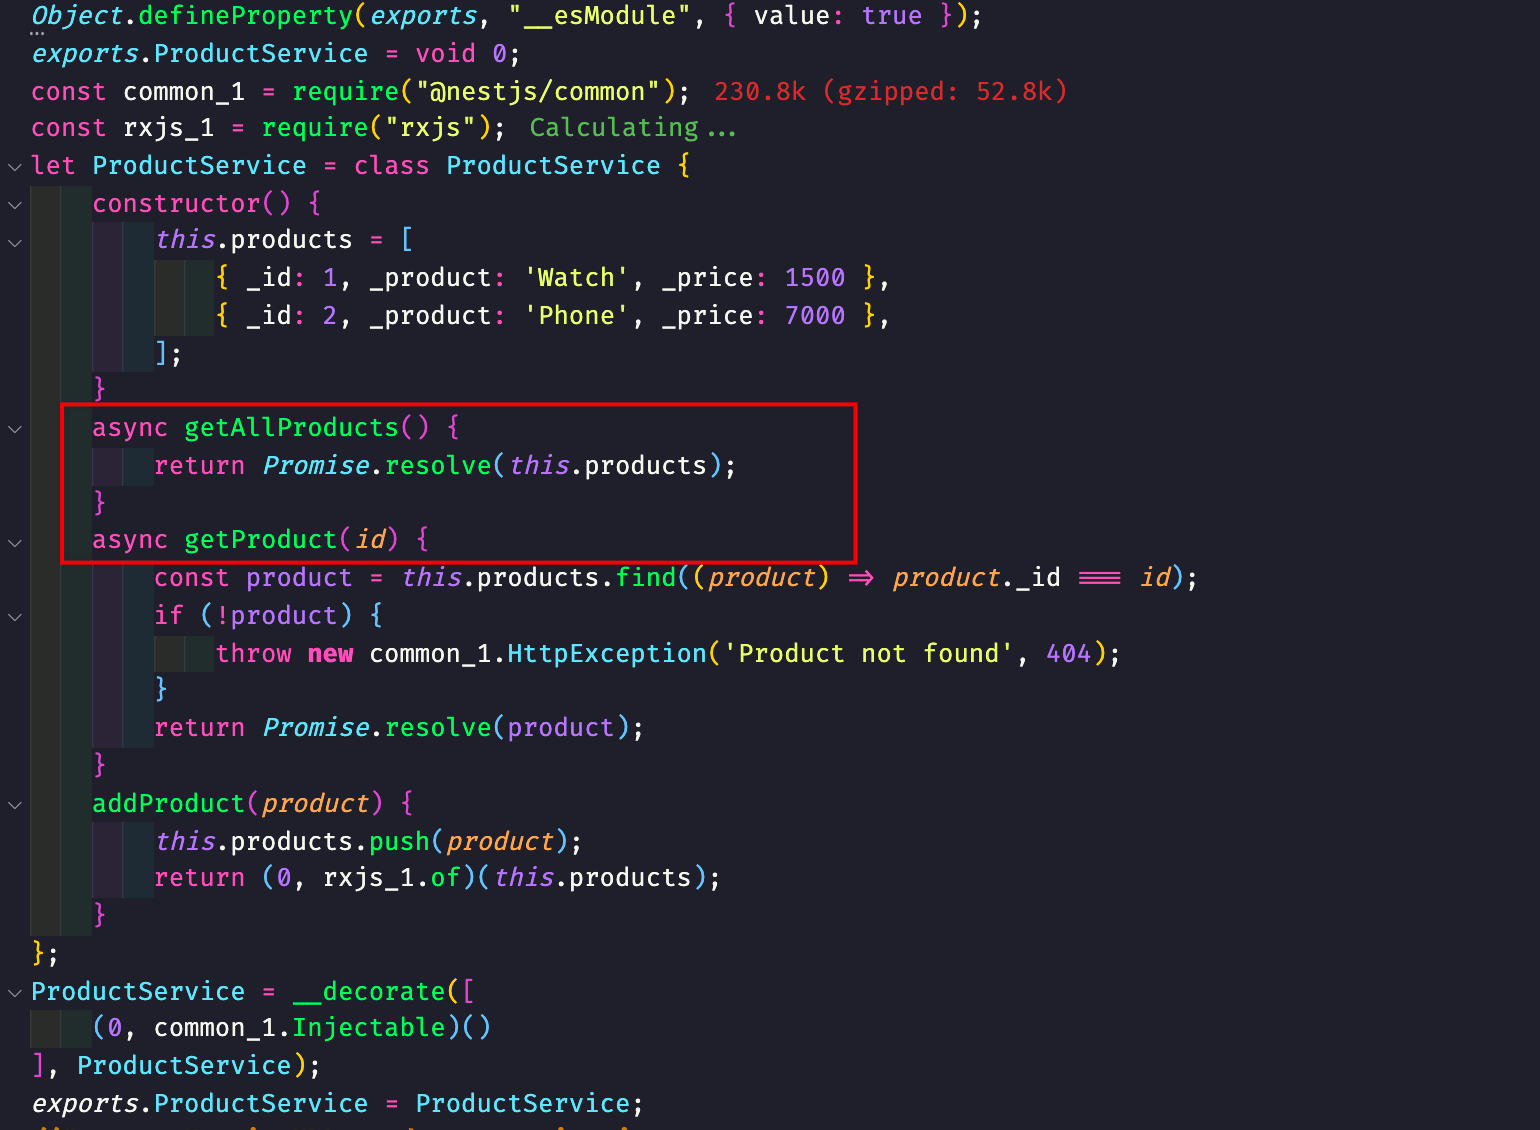 Object.defineProperty(exports, "__esModule", { value: true });
exports.ProductService = void 0;
const common_1 = require("@nestjs/common"); 230.8k (gzipped: 52.8k)
const rxjs_1 = require("rxjs"); Calculating...
let ProductService = class ProductService {
    constructor() {
        this.products = [
            { _id: 1, _product: 'Watch', _price: 1500 },
            { _id: 2, _product: 'Phone', _price: 7000 },
        ];
    }
    async getAllProducts() {
        return Promise.resolve(this.products);
    }
    async getProduct(id) {
        const product = this.products.find((product) => product._id === id);
        if (!product) {
            throw new common_1.HttpException('Product not found', 404);
        }
        return Promise.resolve(product);
    }
    addProduct(product) {
        this.products.push(product);
        return (0, rxjs_1.of)(this.products);
    }
};
ProductService = __decorate([
    (0, common_1.Injectable)()
], ProductService);
exports.ProductService = ProductService;